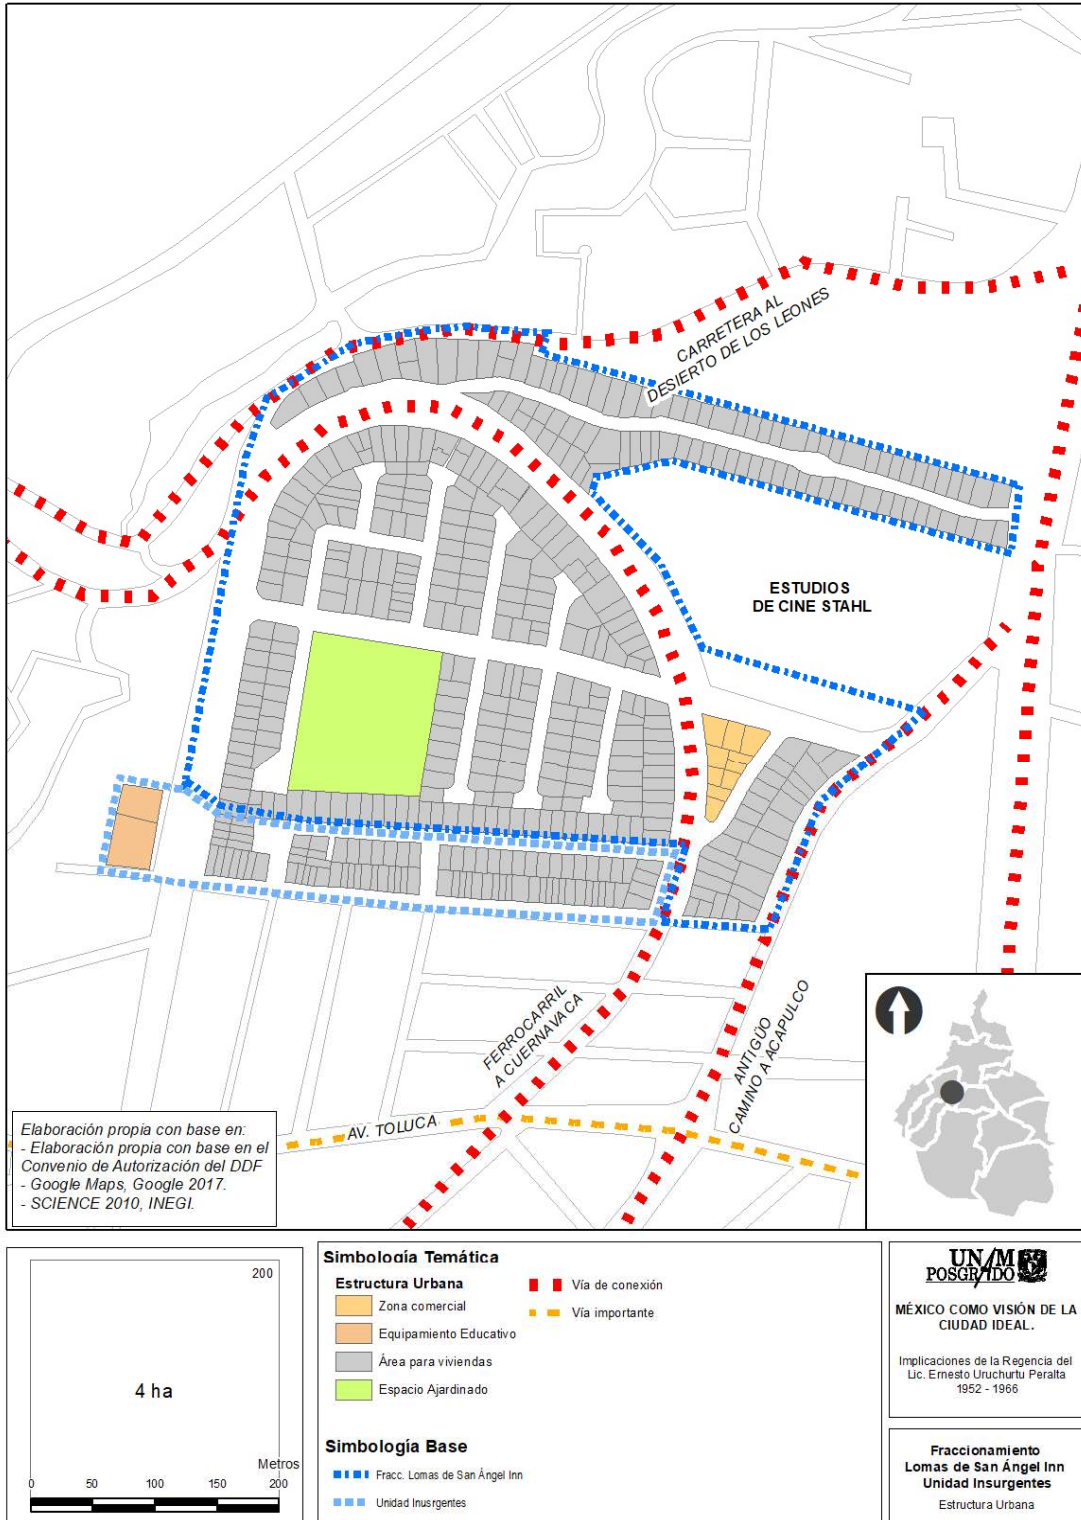 CARRETERA AL
DESIERTO DE LOS LEONES
ESTUDIOS
DE CINE STAHL
FERROCARRIL
A CUERNAVACA
ANTIGÜO
CAMINO A ACAPULCO
AV. TOLUCA
Elaboración propia con base en:
- Elaboración propia con base en el
Convenio de Autorización del DDF
- Google Maps, Google 2017.
- SCIENCE 2010, INEGI.
200
4 ha
Metros
0 50 100 150 200
Simbología Temática
Estructura Urbana
Zona comercial
Equipamiento Educativo
Área para viviendas
Espacio Ajardinado
Vía de conexión
Vía importante
Simbología Base
Fracc. Lomas de San Ángel Inn
Unidad Inusrgentes
UNAM
POSGRADO
MÉXICO COMO VISIÓN DE LA
CIUDAD IDEAL.
Implicaciones de la Regencia del
Lic. Ernesto Uruchurtu Peralta
1952 - 1966
Fraccionamiento
Lomas de San Ángel Inn
Unidad Insurgentes
Estructura Urbana